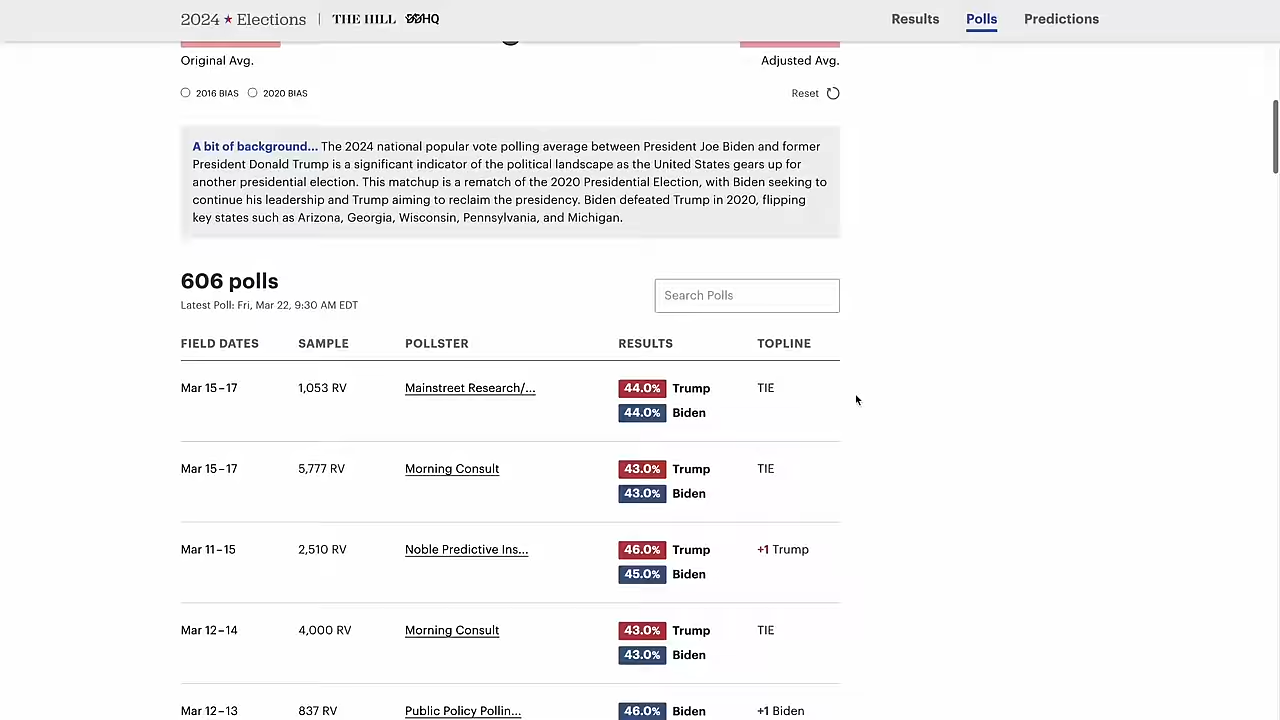 2024 ★ Elections | THE HILL DDHQ Results Polls Predictions
Original Avg. Adjusted Avg.
2016 BIAS 2020 BIAS Reset
A bit of background... The 2024 national popular vote polling average between President Joe Biden and former
President Donald Trump is a significant indicator of the political landscape as the United States gears up for
another presidential election. This matchup is a rematch of the 2020 Presidential Election, with Biden seeking to
continue his leadership and Trump aiming to reclaim the presidency. Biden defeated Trump in 2020, flipping
key states such as Arizona, Georgia, Wisconsin, Pennsylvania, and Michigan.
606 polls
Latest Poll: Fri, Mar 22, 9:30 AM EDT
Search Polls
FIELD DATES SAMPLE POLLSTER RESULTS TOPLINE
Mar 15–17 1,053 RV Mainstreet Research/... 44.0% Trump TIE
44.0% Biden
Mar 15–17 5,777 RV Morning Consult 43.0% Trump TIE
43.0% Biden
Mar 11–15 2,510 RV Noble Predictive Ins... 46.0% Trump +1 Trump
45.0% Biden
Mar 12–14 4,000 RV Morning Consult 43.0% Trump TIE
43.0% Biden
Mar 12–13 837 RV Public Policy Pollin... 46.0% Biden +1 Biden